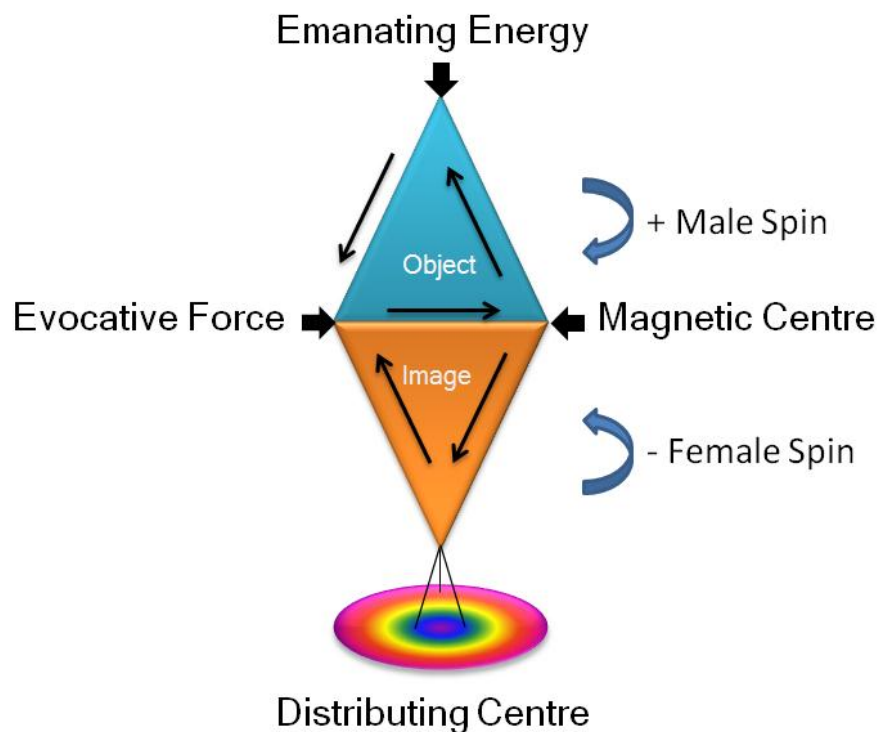 Emanating Energy
+ Male Spin
Object
Evocative Force
Magnetic Centre
Image
- Female Spin
Distributing Centre